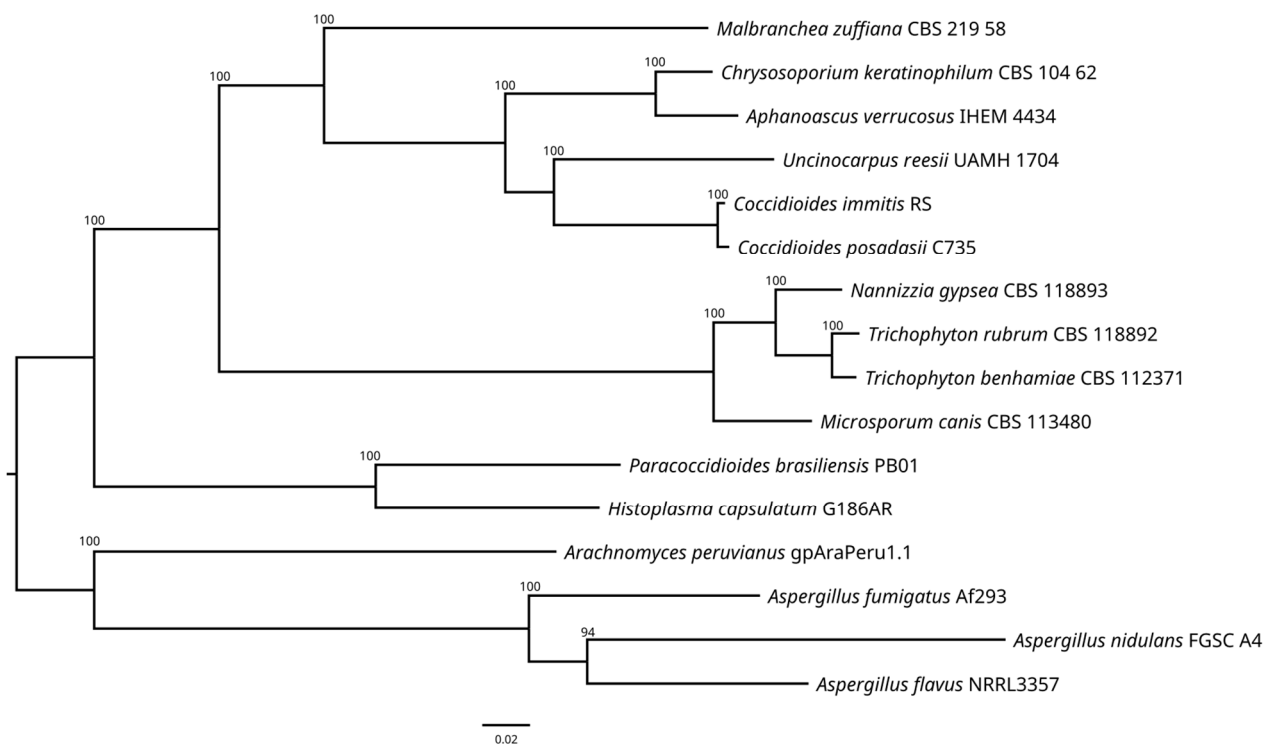 100
Malbranchea zuffiana CBS 219 58
100
Chrysosoporium keratinophilum CBS 104 62
100
100
Aphanoascus verrucosus IHEM 4434
100
Uncinocarpus reesii UAMH 1704
100
Coccidioides immitis RS
100
Coccidioides posadasii C735
100
Nannizzia gypsea CBS 118893
100
100
Trichophyton rubrum CBS 118892
Trichophyton benhamiae CBS 112371
Microsporum canis CBS 113480
100
Paracoccidioides brasiliensis PB01
Histoplasma capsulatum G186AR
100
Arachnomyces peruvianus gpAraPeru1.1
100
Aspergillus fumigatus Af293
94
Aspergillus nidulans FGSC A4
Aspergillus flavus NRRL3357
0.02